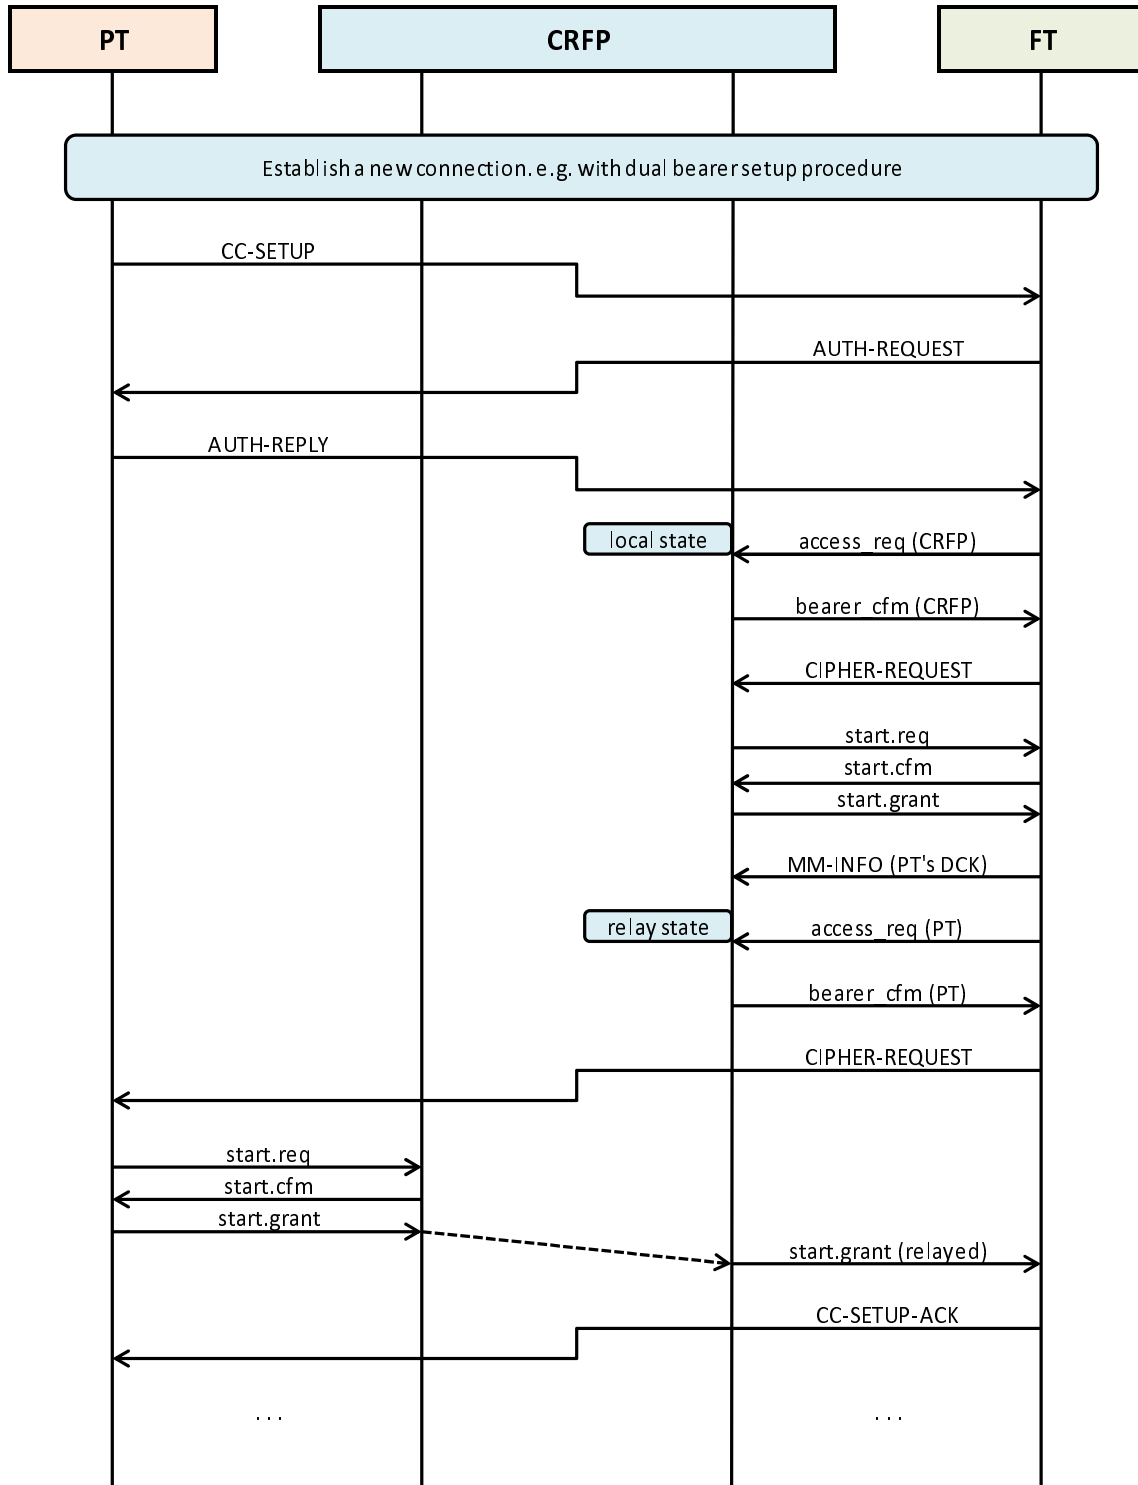 PT
CRFP
FT
Establish a new connection. e.g. with dual bearer setup procedure
CC-SETUP
AUTH-REQUEST
AUTH-REPLY
local state
access_req (CRFP)
bearer_cfm (CRFP)
CIPHER-REQUEST
start.req
start.cfm
start.grant
MM-INFO (PT's DCK)
relay state
access_req (PT)
bearer_cfm (PT)
CIPHER-REQUEST
start.req
start.cfm
start.grant
start.grant (relayed)
CC-SETUP-ACK
. . .
. . .